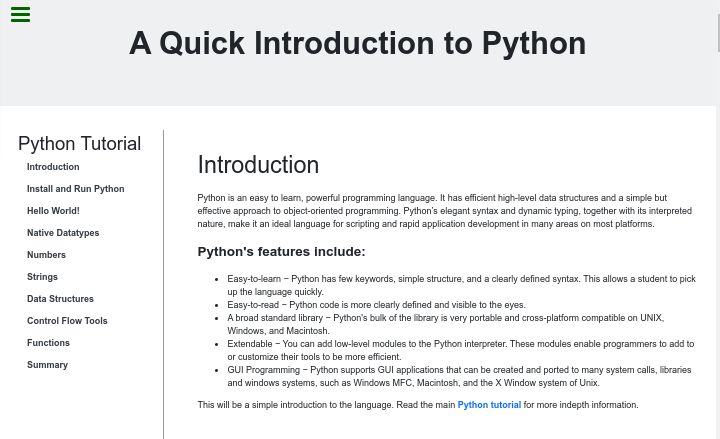 A Quick Introduction to Python
Python Tutorial
Introduction
Install and Run Python
Hello World!
Native Datatypes
Numbers
Strings
Data Structures
Control Flow Tools
Functions
Summary
Introduction
Python is an easy to learn, powerful programming language. It has efficient high-level data structures and a simple but
effective approach to object-oriented programming. Python's elegant syntax and dynamic typing, together with its interpreted
nature, make it an ideal language for scripting and rapid application development in many areas on most platforms.
Python's features include:
• Easy-to-learn − Python has few keywords, simple structure, and a clearly defined syntax. This allows a student to pick
up the language quickly.
• Easy-to-read − Python code is more clearly defined and visible to the eyes.
• A broad standard library − Python's bulk of the library is very portable and cross-platform compatible on UNIX,
Windows, and Macintosh.
• Extendable − You can add low-level modules to the Python interpreter. These modules enable programmers to add to
or customize their tools to be more efficient.
• GUI Programming − Python supports GUI applications that can be created and ported to many system calls, libraries
and windows systems, such as Windows MFC, Macintosh, and the X Window system of Unix.
This will be a simple introduction to the language. Read the main Python tutorial for more indepth information.